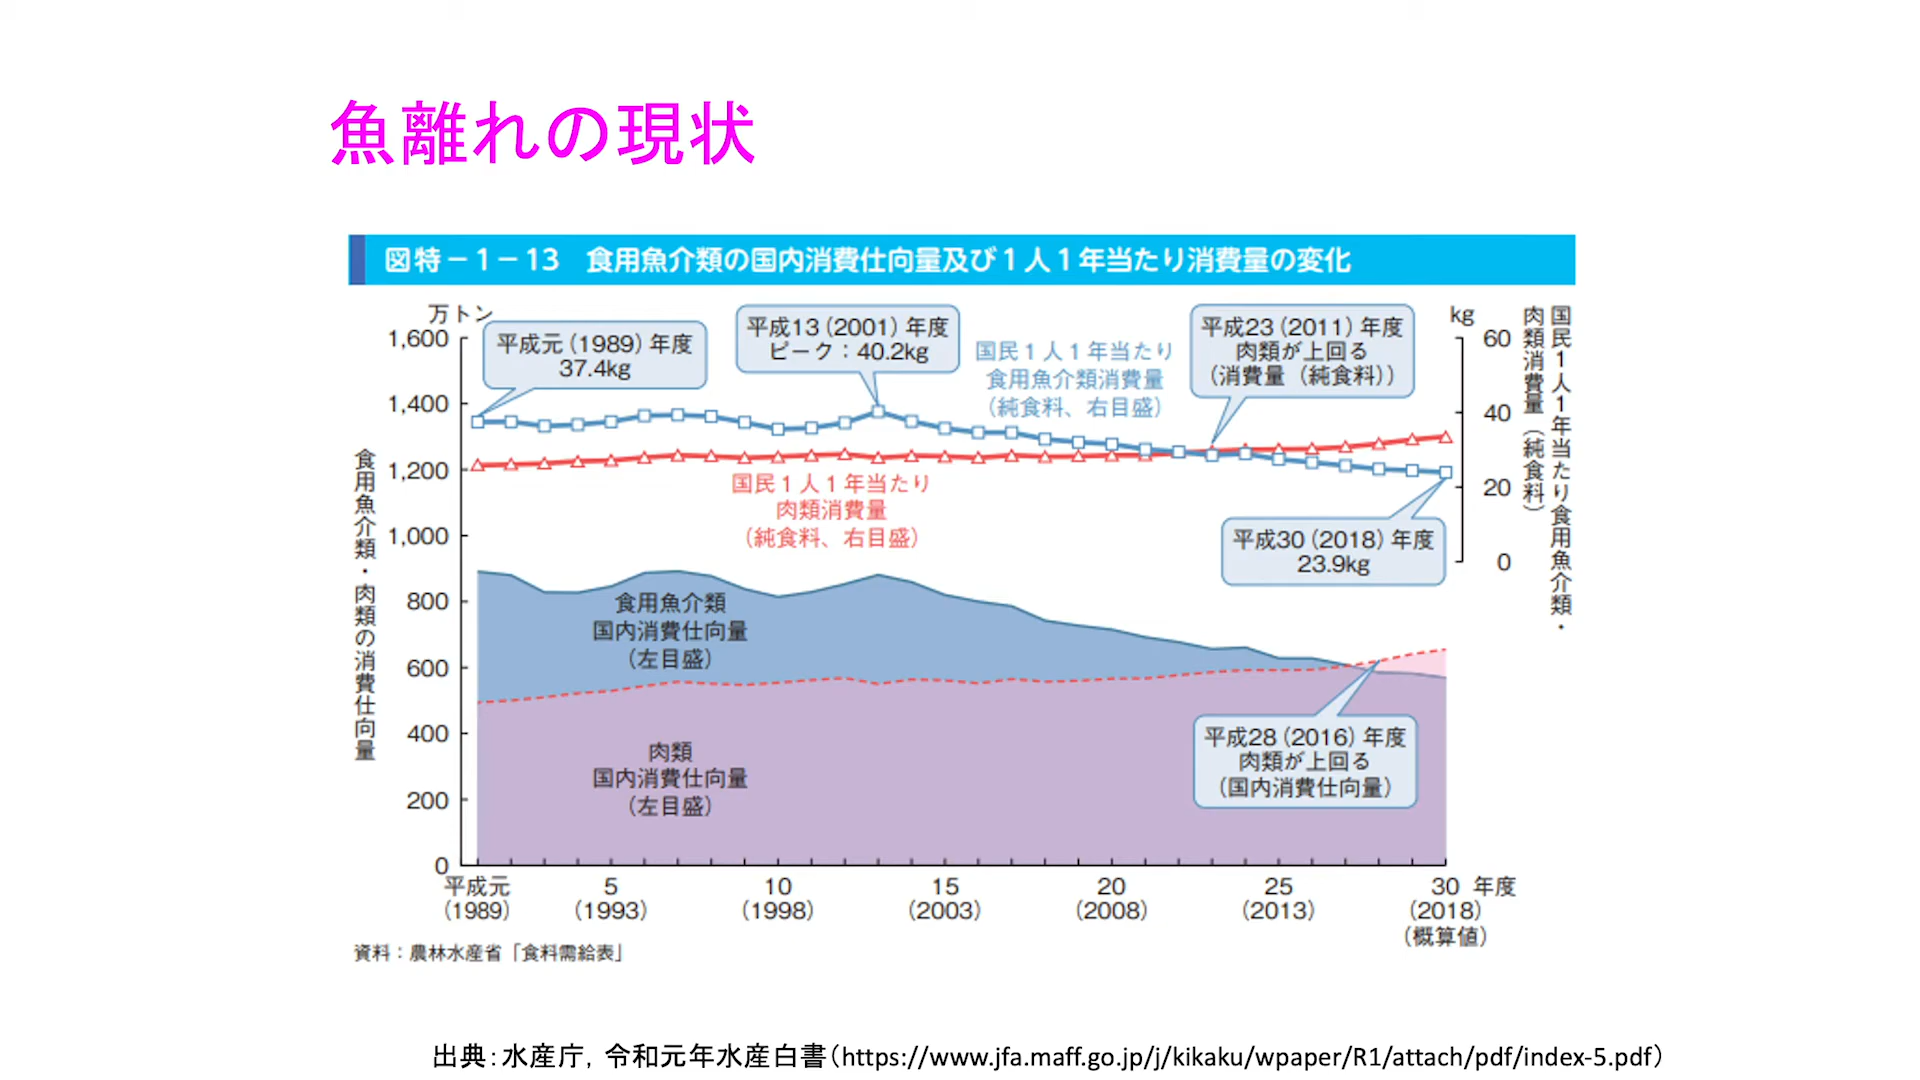 魚離れの現状
図特－1－13　食用魚介類の国内消費仕向量及び１人１年当たり消費量の変化
万トン
1,600
1,400
1,200
1,000
800
600
400
200
0
食用魚介類・肉類の消費仕向量
平成元（1989）年度
37.4kg
平成13（2001）年度
ピーク：40.2kg
国民１人１年当たり
食用魚介類消費量
（純食料、右目盛）
平成23（2011）年度
肉類が上回る
（消費量（純食料））
kg
60
40
20
0
国民１人１年当たり食用魚介類・
肉類消費量（純食料）
国民１人１年当たり
肉類消費量
（純食料、右目盛）
平成30（2018）年度
23.9kg
食用魚介類
国内消費仕向量
（左目盛）
肉類
国内消費仕向量
（左目盛）
平成28（2016）年度
肉類が上回る
（国内消費仕向量）
平成元 5 10 15 20 25 30 年度
（1989） （1993） （1998） （2003） （2008） （2013） （2018）
（概算値）
資料：農林水産省「食料需給表」
出典：水産庁，令和元年水産白書（https://www.jfa.maff.go.jp/j/kikaku/wpaper/R1/attach/pdf/index-5.pdf）